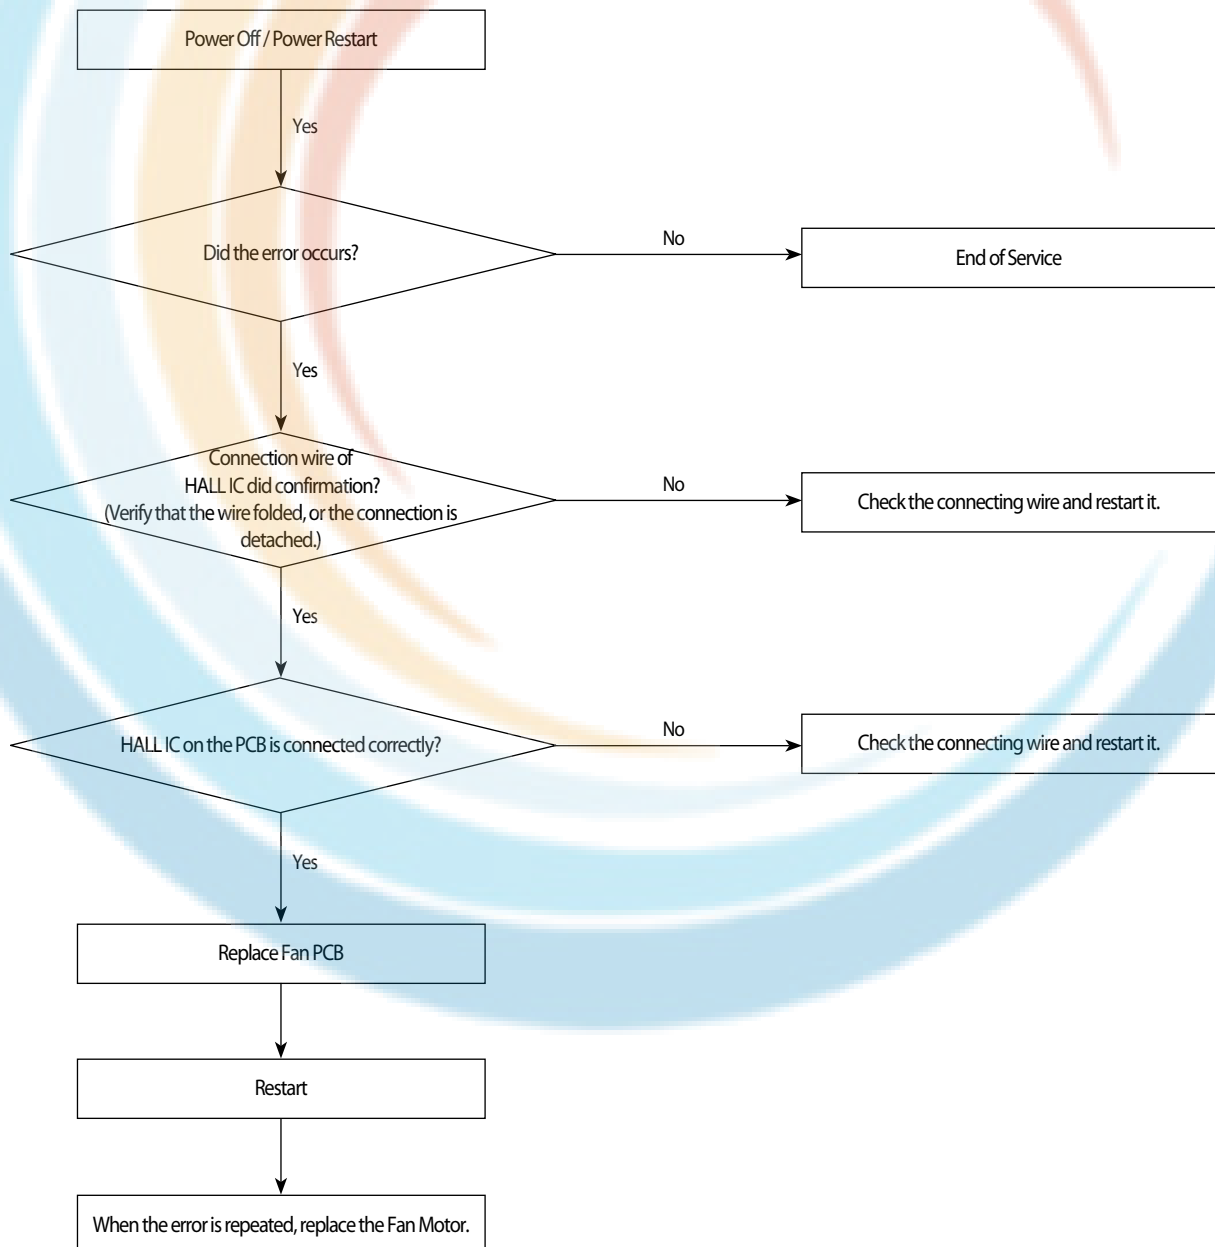 Power Off / Power Restart
Yes
Did the error occurs?
No
End of Service
Yes
Connection wire of
HALL IC did confirmation?
(Verify that the wire folded, or the connection is
detached.)
No
Check the connecting wire and restart it.
Yes
HALL IC on the PCB is connected correctly?
No
Check the connecting wire and restart it.
Yes
Replace Fan PCB
Restart
When the error is repeated, replace the Fan Motor.